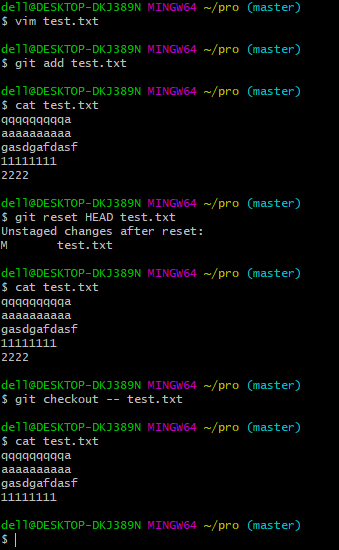 dell@DESKTOP-DKJ389N MINGW64 ~/pro (master)
$ vim test.txt
dell@DESKTOP-DKJ389N MINGW64 ~/pro (master)
$ git add test.txt
dell@DESKTOP-DKJ389N MINGW64 ~/pro (master)
$ cat test.txt
qqqqqqqqqa
aaaaaaaaaa
gasdgafdasf
11111111
2222
dell@DESKTOP-DKJ389N MINGW64 ~/pro (master)
$ git reset HEAD test.txt
Unstaged changes after reset:
M       test.txt
dell@DESKTOP-DKJ389N MINGW64 ~/pro (master)
$ cat test.txt
qqqqqqqqqa
aaaaaaaaaa
gasdgafdasf
11111111
2222
dell@DESKTOP-DKJ389N MINGW64 ~/pro (master)
$ git checkout -- test.txt
dell@DESKTOP-DKJ389N MINGW64 ~/pro (master)
$ cat test.txt
qqqqqqqqqa
aaaaaaaaaa
gasdgafdasf
11111111
dell@DESKTOP-DKJ389N MINGW64 ~/pro (master)
$